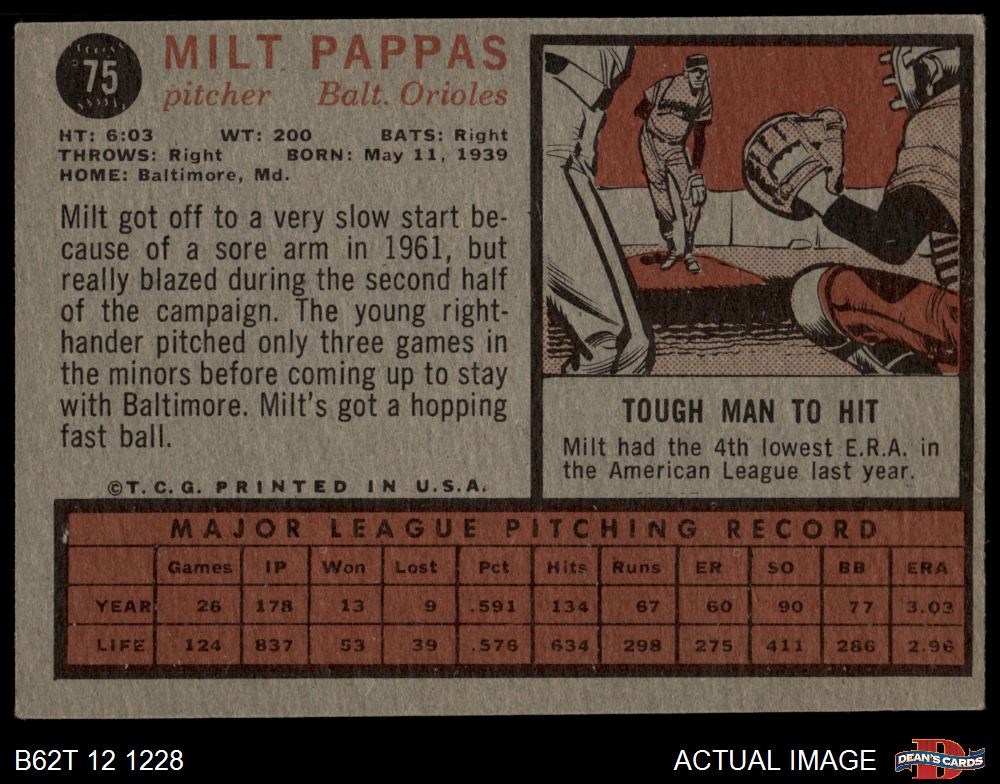 75
MILT PAPPAS
pitcher Balt. Orioles
HT: 6:03 WT: 200 BATS: Right
THROWS: Right BORN: May 11, 1939
HOME: Baltimore, Md.
Milt got off to a very slow start be-
cause of a sore arm in 1961, but
really blazed during the second half
of the campaign. The young right-
hander pitched only three games in
the minors before coming up to stay
with Baltimore. Milt's got a hopping
fast ball.
©T.C.G. PRINTED IN U.S.A.
TOUGH MAN TO HIT
Milt had the 4th lowest E.R.A. in
the American League last year.
MAJOR LEAGUE PITCHING RECORD
Games IP Won Lost Pct Hits Runs ER SO BB ERA
YEAR 26 178 13 9 .591 134 67 60 90 77 3.03
LIFE 124 837 53 39 .576 634 298 275 411 286 2.96
B62T 12 1228
ACTUAL IMAGE
DEAN'S CARDS